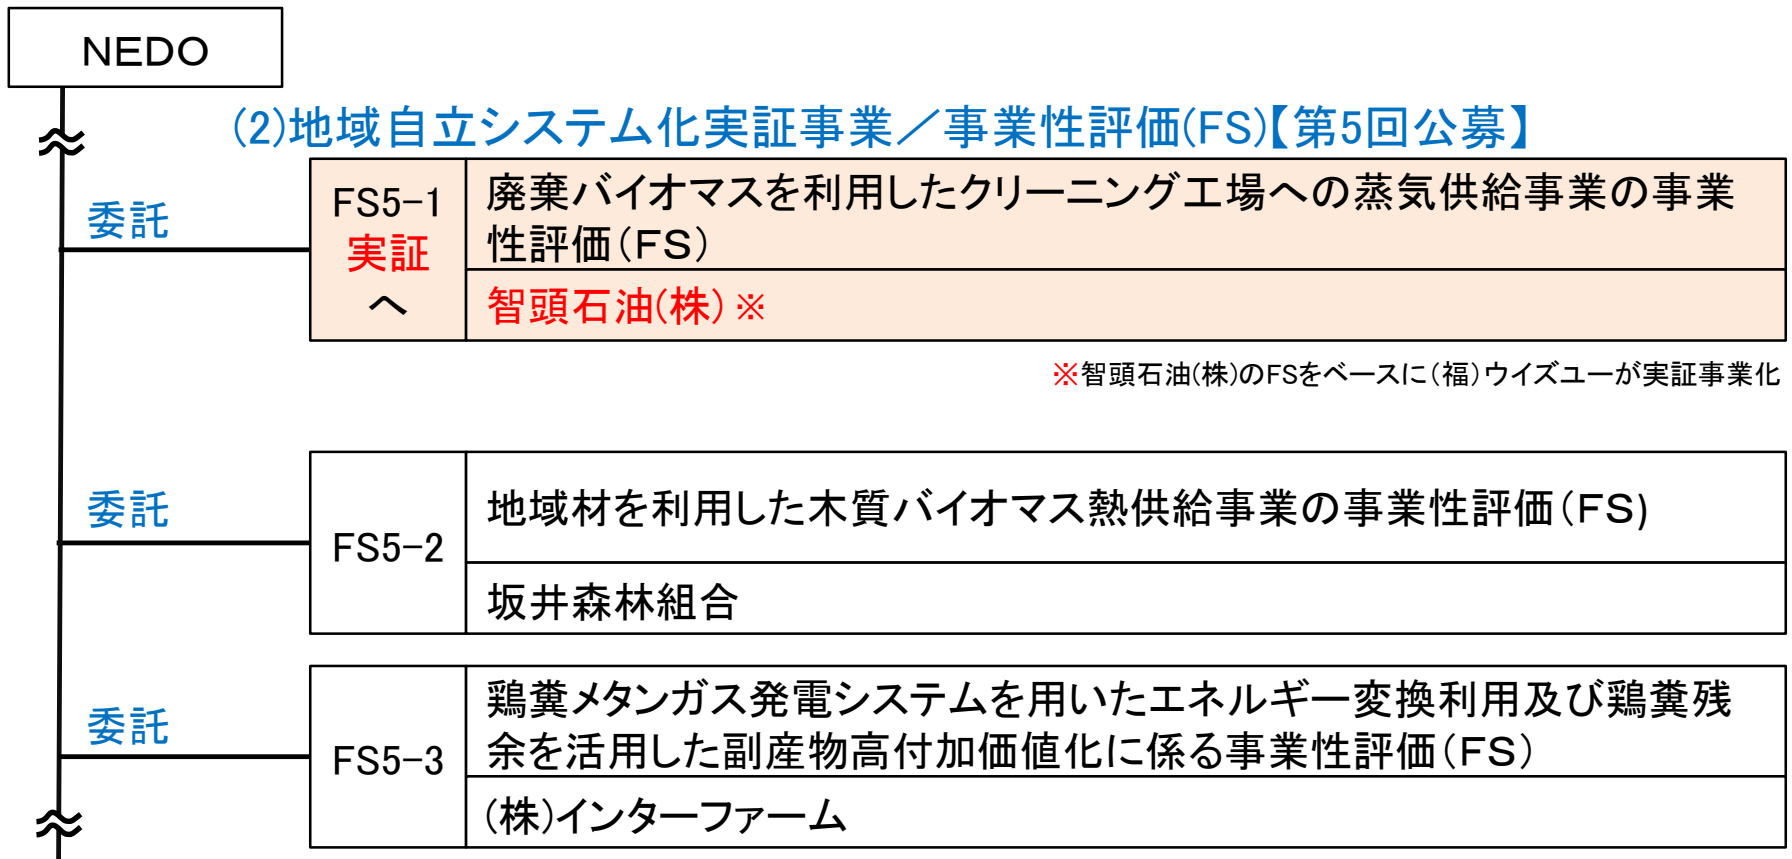 NEDO
(2)地域自立システム化実証事業／事業性評価(FS)【第5回公募】
委託
FS5-1
実証
へ
廃棄バイオマスを利用したクリーニング工場への蒸気供給事業の事業
性評価（FS）
智頭石油(株)※
※智頭石油(株)のFSをベースに（福）ウイズユーが実証事業化
委託
FS5-2
地域材を利用した木質バイオマス熱供給事業の事業性評価（FS)
坂井森林組合
委託
FS5-3
鶏糞メタンガス発電システムを用いたエネルギー変換利用及び鶏糞残
余を活用した副産物高付加価値化に係る事業性評価（FS）
(株)インターファーム